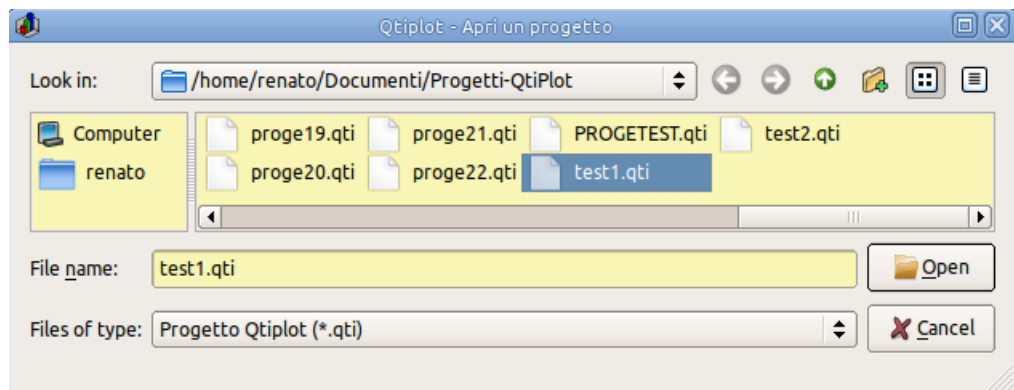 Qtiplot - Apri un progetto
Look in: /home/renato/Documenti/Progetti-QtiPlot
Computer proge19.qti proge21.qti PROGETEST.qti test2.qti
renato proge20.qti proge22.qti test1.qti
File name: test1.qti Open
Files of type: Progetto Qtiplot (*.qti) Cancel